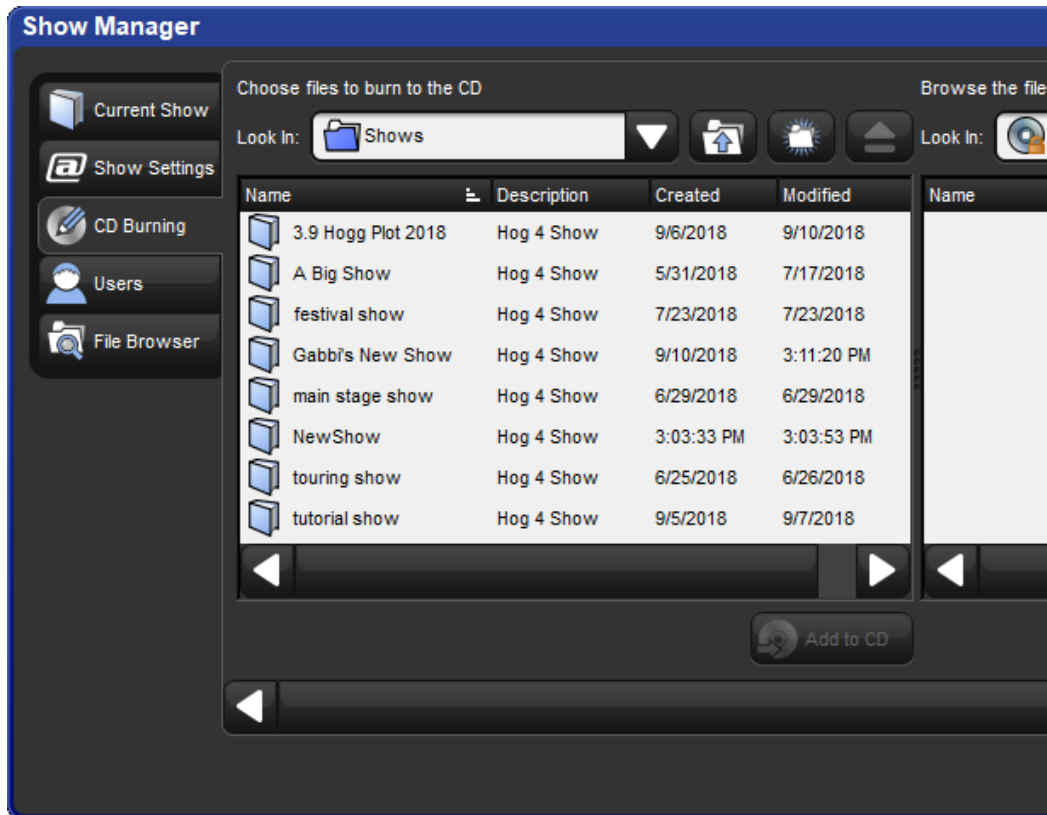 Show Manager
Current Show
Show Settings
CD Burning
Users
File Browser
Choose files to burn to the CD
Look In: Shows
Name Description Created Modified
3.9 Hogg Plot 2018 Hog 4 Show 9/6/2018 9/10/2018
A Big Show Hog 4 Show 5/31/2018 7/17/2018
festival show Hog 4 Show 7/23/2018 7/23/2018
Gabbi's New Show Hog 4 Show 9/10/2018 3:11:20 PM
main stage show Hog 4 Show 6/29/2018 6/29/2018
NewShow Hog 4 Show 3:03:33 PM 3:03:53 PM
touring show Hog 4 Show 6/25/2018 6/26/2018
tutorial show Hog 4 Show 9/5/2018 9/7/2018
Add to CD
Browse the file
Look In:
Name